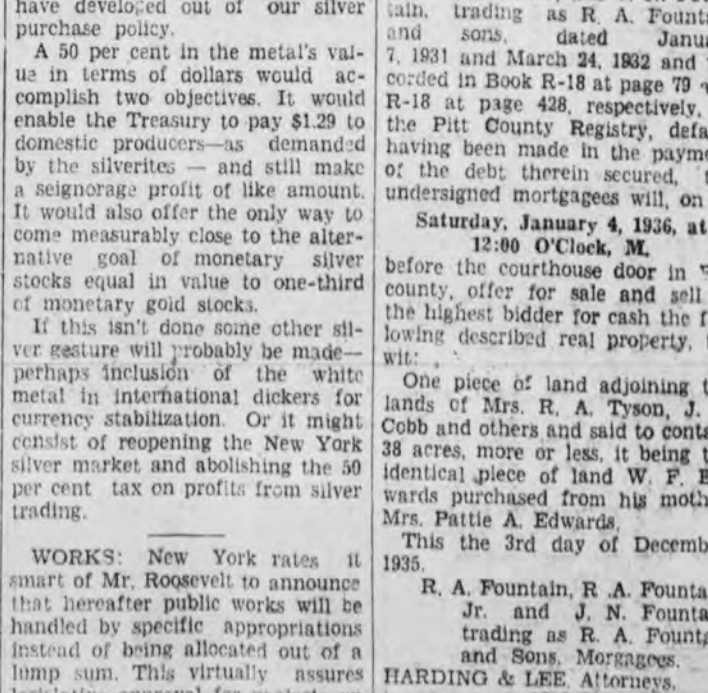 have developed out of our silver
purchase policy.
A 50 per cent in the metal's val-
ue in terms of dollars would ac-
complish two objectives. It would
enable the Treasury to pay $1.29 to
domestic producers—as demanded
by the silverites — and still make
a seignorage profit of like amount.
It would also offer the only way to
come measurably close to the alter-
native goal of monetary silver
stocks equal in value to one-third
of monetary gold stocks.
If this isn't done some other sil-
ver gesture will probably be made—
perhaps inclusion of the white
metal in international dickers for
currency stabilization. Or it might
consist of reopening the New York
silver market and abolishing the 50
per cent tax on profits from silver
trading.
WORKS: New York rates it
smart of Mr. Roosevelt to announce
that hereafter public works will be
handled by specific appropriations
instead of being allocated out of a
lump sum. This virtually assures
tain, trading as R. A. Fount
and sons, dated Janu
7, 1931 and March 24, 1932 and
corded in Book R-18 at page 79
R-18 at page 428, respectively,
the Pitt County Registry, defa
having been made in the payme
of the debt therein secured,
undersigned mortgagees will, on
Saturday, January 4, 1936, at
12:00 O'Clock, M.
before the courthouse door in
county, offer for sale and sell
the highest bidder for cash the f
lowing described real property,
wit:
One piece of land adjoining t
lands of Mrs. R. A. Tyson, J.
Cobb and others and said to conta
38 acres, more or less, it being t
identical piece of land W. F. E
wards purchased from his moth
Mrs. Pattie A. Edwards.
This the 3rd day of Decemb
1935.
R. A. Fountain, R .A. Founta
Jr. and J. N. Founta
trading as R. A. Founta
and Sons, Morgagees.
HARDING & LEE, Attorneys.